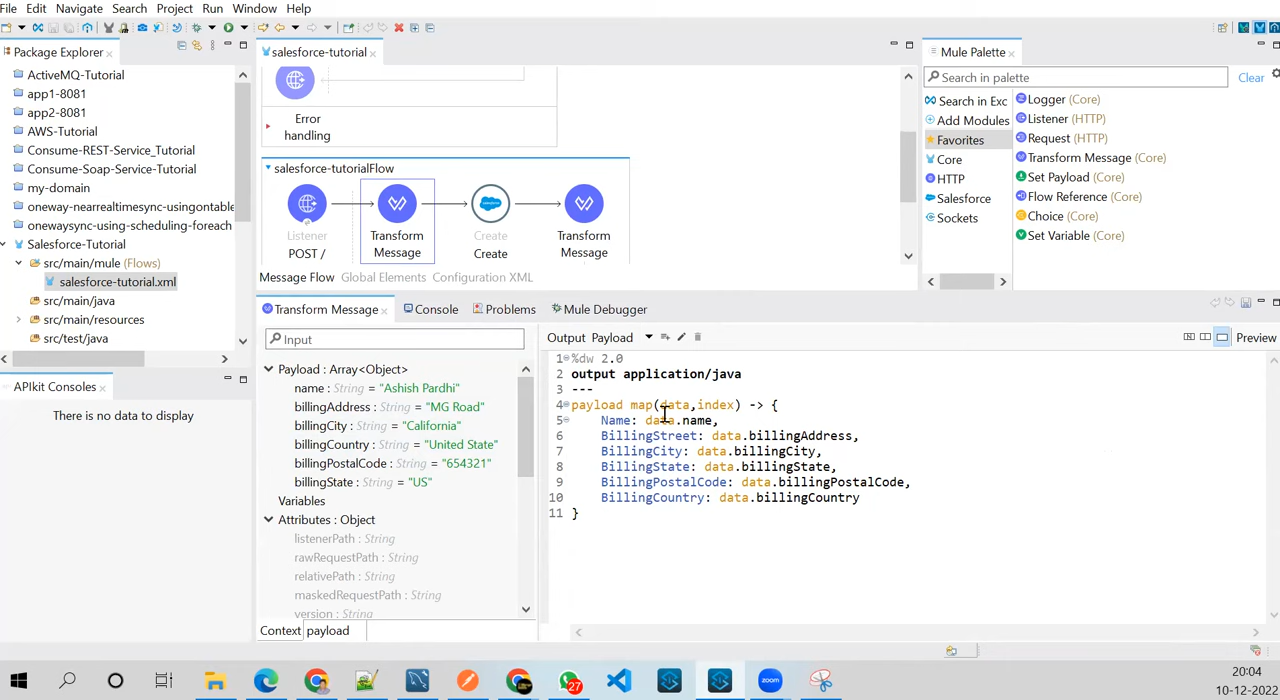 File Edit Navigate Search Project Run Window Help
Package Explorer
ActiveMQ-Tutorial
app1-8081
app2-8081
AWS-Tutorial
Consume-REST-Service_Tutorial
Consume-Soap-Service-Tutorial
my-domain
oneway-nearrealtimesync-usingontable
onewaysync-using-scheduling-foreach
Salesforce-Tutorial
src/main/mule (Flows)
salesforce-tutorial.xml
src/main/java
src/main/resources
src/test/java
APIkit Consoles
There is no data to display
salesforce-tutorial
Error
handling
salesforce-tutorialFlow
Listener
POST /
Transform
Message
Create
Create
Transform
Message
Message Flow Global Elements Configuration XML
Mule Palette
Search in palette
Clear
Search in Exc
Add Modules
Favorites
Core
HTTP
Salesforce
Sockets
Logger (Core)
Listener (HTTP)
Request (HTTP)
Transform Message (Core)
Set Payload (Core)
Flow Reference (Core)
Choice (Core)
Set Variable (Core)
Transform Message Console Problems Mule Debugger
Input
Payload : Array<Object>
name : String = "Ashish Pardhi"
billingAddress : String = "MG Road"
billingCity : String = "California"
billingCountry : String = "United State"
billingPostalCode : String = "654321"
billingState : String = "US"
Variables
Attributes : Object
listenerPath : String
rawRequestPath : String
relativePath : String
maskedRequestPath : String
version : String
Context payload
Output Payload
Preview
1 %dw 2.0
2 output application/java
3 ---
4 payload map(data,index) -> {
5 Name: data.name,
6 BillingStreet: data.billingAddress,
7 BillingCity: data.billingCity,
8 BillingState: data.billingState,
9 BillingPostalCode: data.billingPostalCode,
10 BillingCountry: data.billingCountry
11 }
27
zoom
20:04
10-12-2022